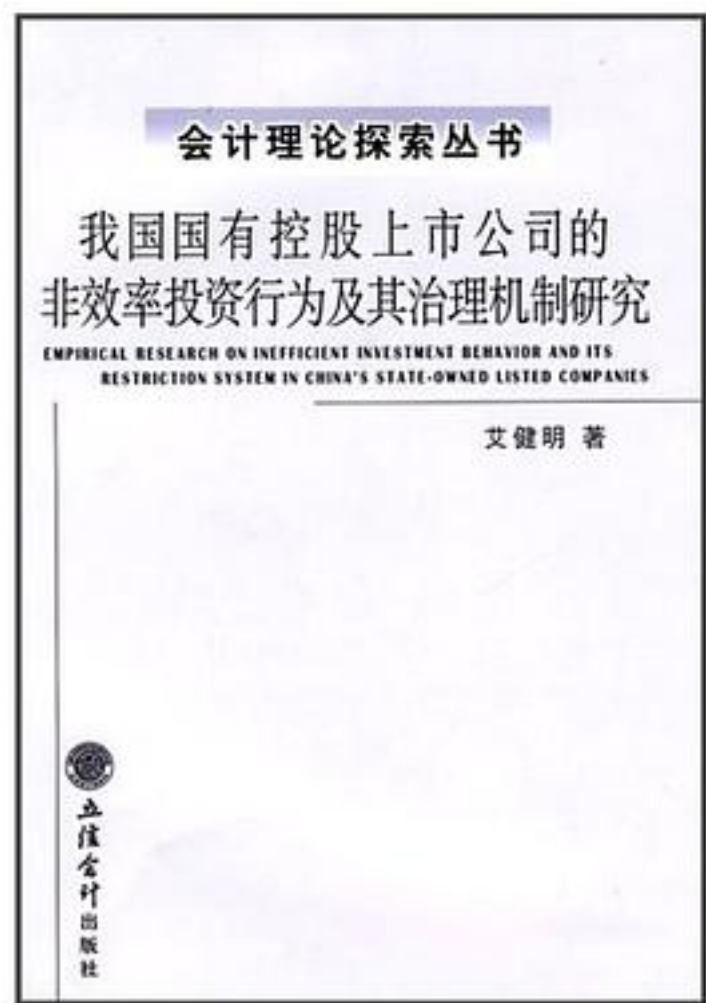 会计理论探索丛书
我国国有控股上市公司的
非效率投资行为及其治理机制研究
EMPIRICAL RESEARCH ON INEFFICIENT INVESTMENT BEHAVIOR AND ITS
RESTRICTION SYSTEM IN CHINA'S STATE-OWNED LISTED COMPANIES
艾健明 著
立信会计出版社